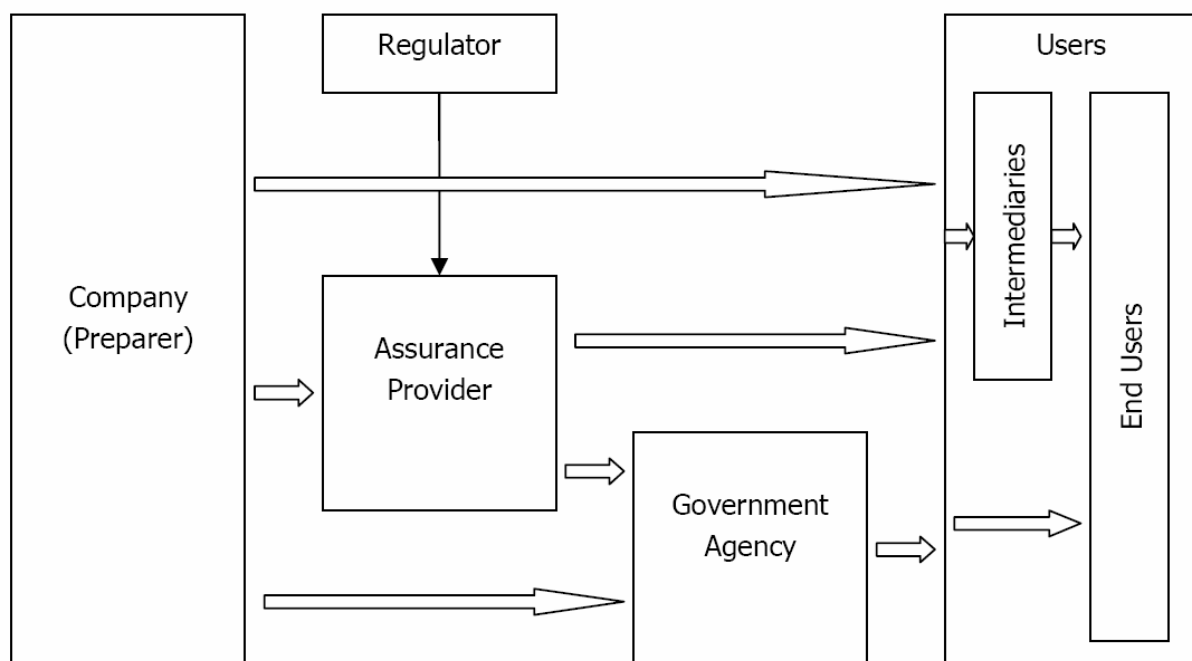 Regulator
Users
Company
(Preparer)
Assurance
Provider
Government
Agency
Intermediaries
End Users